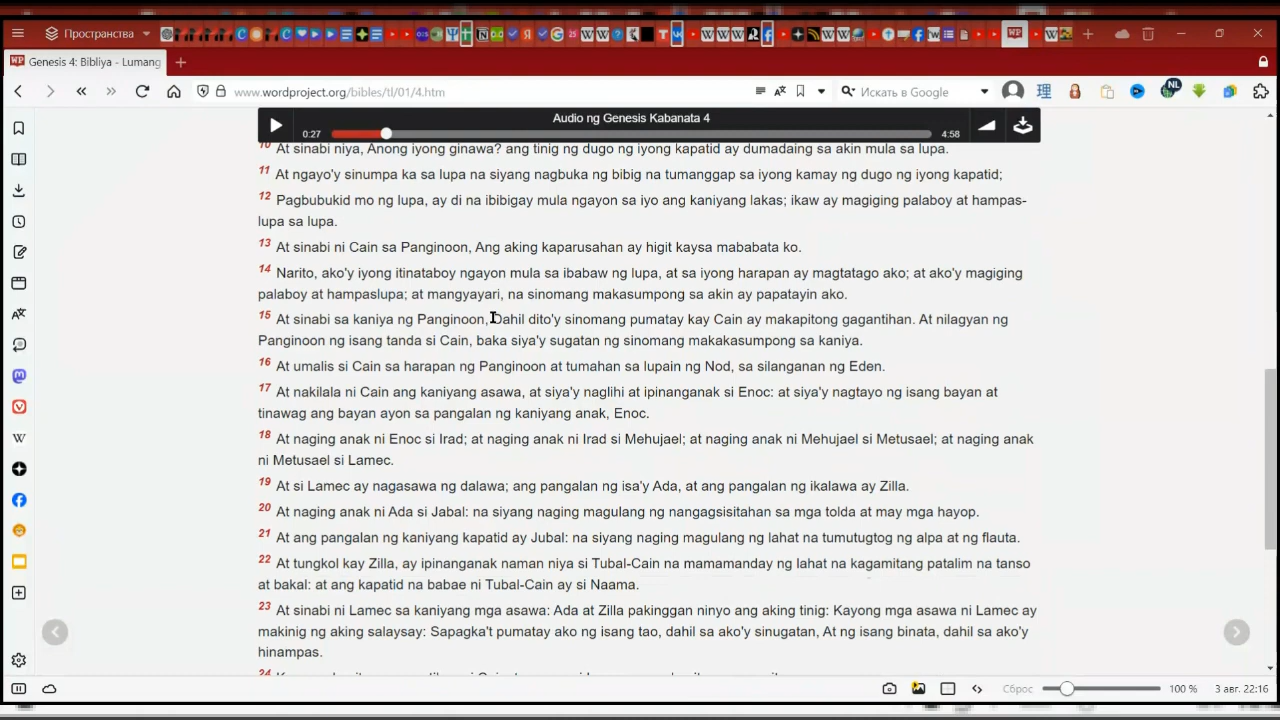 Пространства
Genesis 4: Bibliya - Lumang
www.wordproject.org/bibles/tl/01/4.htm
Искать в Google
NL
Audio ng Genesis Kabanata 4
0:27
4:58
10 At sinabi niya, Anong iyong ginawa? ang tinig ng dugo ng iyong kapatid ay dumadaing sa akin mula sa lupa.
11 At ngayo'y sinumpa ka sa lupa na siyang nagbuka ng bibig na tumanggap sa iyong kamay ng dugo ng iyong kapatid;
12 Pagbubukid mo ng lupa, ay di na ibibigay mula ngayon sa iyo ang kaniyang lakas; ikaw ay magiging palaboy at hampas-
lupa sa lupa.
13 At sinabi ni Cain sa Panginoon, Ang aking kaparusahan ay higit kaysa mababata ko.
14 Narito, ako'y iyong itinataboy ngayon mula sa ibabaw ng lupa, at sa iyong harapan ay magtatago ako; at ako'y magiging
palaboy at hampaslupa; at mangyayari, na sinomang makasumpong sa akin ay papatayin ako.
15 At sinabi sa kaniya ng Panginoon, Dahil dito'y sinomang pumatay kay Cain ay makapitong gagantihan. At nilagyan ng
Panginoon ng isang tanda si Cain, baka siya'y sugatan ng sinomang makakasumpong sa kaniya.
16 At umalis si Cain sa harapan ng Panginoon at tumahan sa lupain ng Nod, sa silanganan ng Eden.
17 At nakilala ni Cain ang kaniyang asawa, at siya'y naglihi at ipinanganak si Enoc: at siya'y nagtayo ng isang bayan at
tinawag ang bayan ayon sa pangalan ng kaniyang anak, Enoc.
18 At naging anak ni Enoc si Irad; at naging anak ni Irad si Mehujael; at naging anak ni Mehujael si Metusael; at naging anak
ni Metusael si Lamec.
19 At si Lamec ay nagasawa ng dalawa; ang pangalan ng isa'y Ada, at ang pangalan ng ikalawa ay Zilla.
20 At naging anak ni Ada si Jabal: na siyang naging magulang ng nangagsisitahan sa mga tolda at may mga hayop.
21 At ang pangalan ng kaniyang kapatid ay Jubal: na siyang naging magulang ng lahat na tumutugtog ng alpa at ng flauta.
22 At tungkol kay Zilla, ay ipinanganak naman niya si Tubal-Cain na mamamanday ng lahat na kagamitang patalim na tanso
at bakal: at ang kapatid na babae ni Tubal-Cain ay si Naama.
23 At sinabi ni Lamec sa kaniyang mga asawa: Ada at Zilla pakinggan ninyo ang aking tinig: Kayong mga asawa ni Lamec ay
makinig ng aking salaysay: Sapagka't pumatay ako ng isang tao, dahil sa ako'y sinugatan, At ng isang binata, dahil sa ako'y
hinampas.
24
Сброс
100 %
3 авг. 22:16